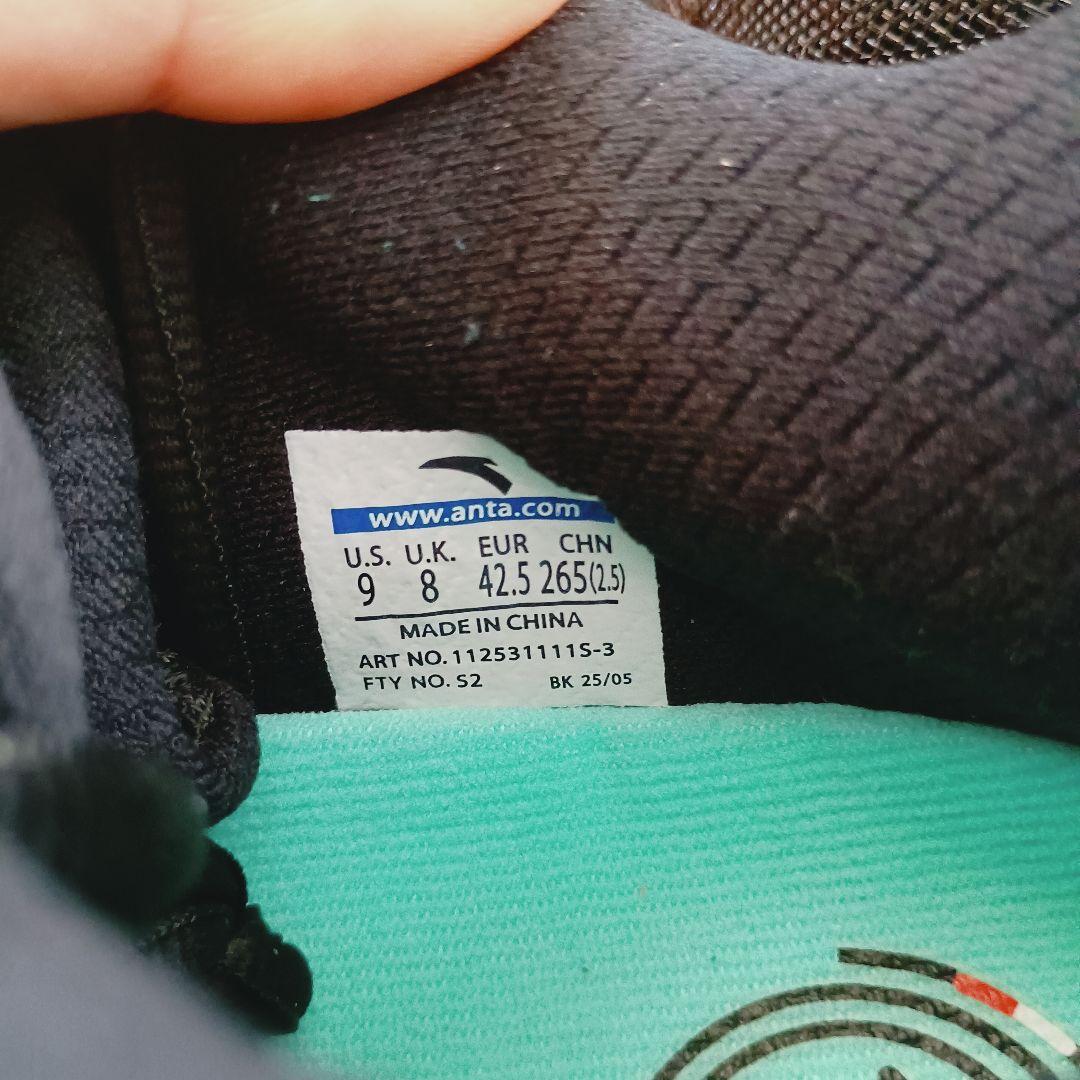 www.anta.com
U.S. U.K. EUR CHN
9 8 42.5 265(2.5)
MADE IN CHINA
ART NO. 112531111S-3
FTY NO. S2 BK 25/05